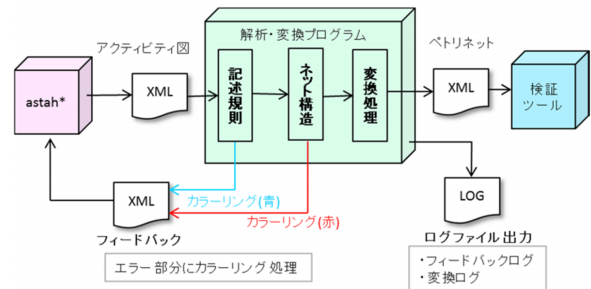 解析・変換プログラム
アクティビティ図
ペトリネット
astah*
XML
記述規則
ネット構造
変換処理
XML
検証
ツール
XML
カラーリング(青)
カラーリング(赤)
LOG
フィードバック
ログファイル出力
エラー部分にカラーリング処理
・フィードバックログ
・変換ログ